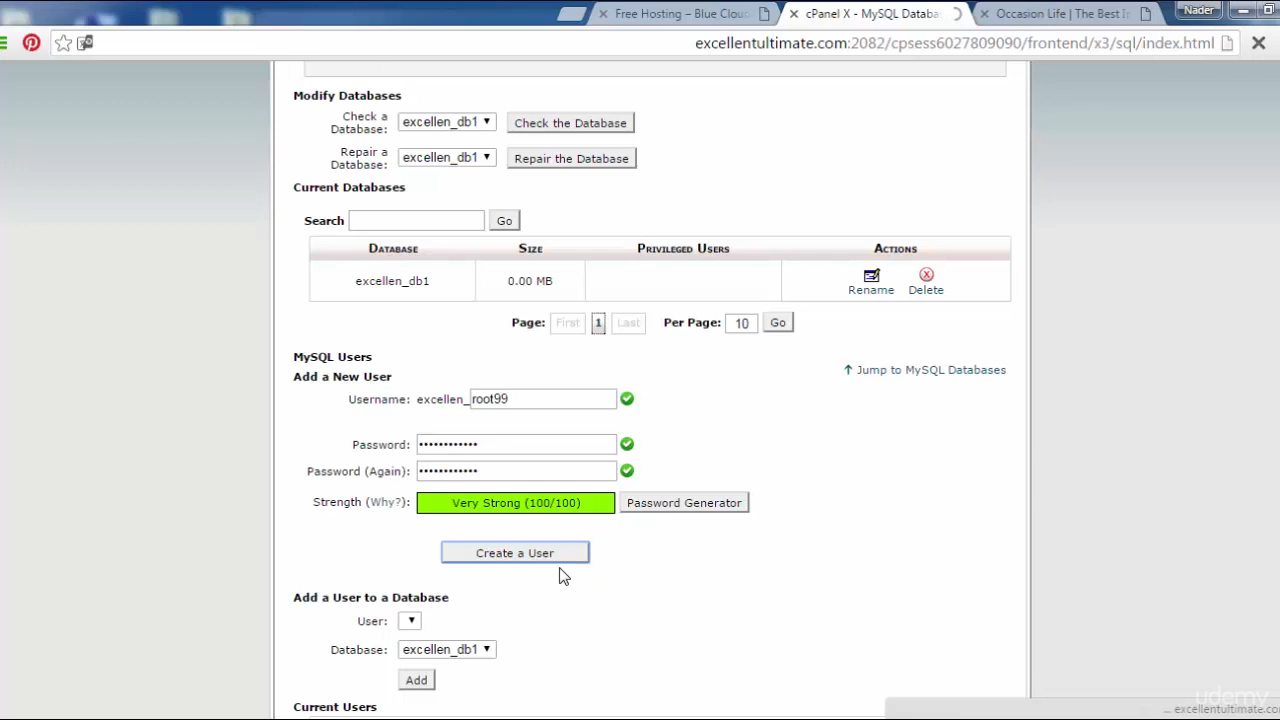 Free Hosting – Blue Clou
cPanel X - MySQL Databa
Occasion Life | The Best I
Nader
excellentultimate.com:2082/cpsess6027809090/frontend/x3/sql/index.html
Modify Databases
Check a Database: excellen_db1 Check the Database
Repair a Database: excellen_db1 Repair the Database
Current Databases
Search Go
Database Size Privileged Users Actions
excellen_db1 0.00 MB Rename Delete
Page: First 1 Last Per Page: 10 Go
MySQL Users
Jump to MySQL Databases
Add a New User
Username: excellen_root99
Password: ••••••••••••
Password (Again): ••••••••••••
Strength (Why?): Very Strong (100/100) Password Generator
Create a User
Add a User to a Database
User:
Database: excellen_db1
Add
Current Users
udemy
... excellentultimate.co